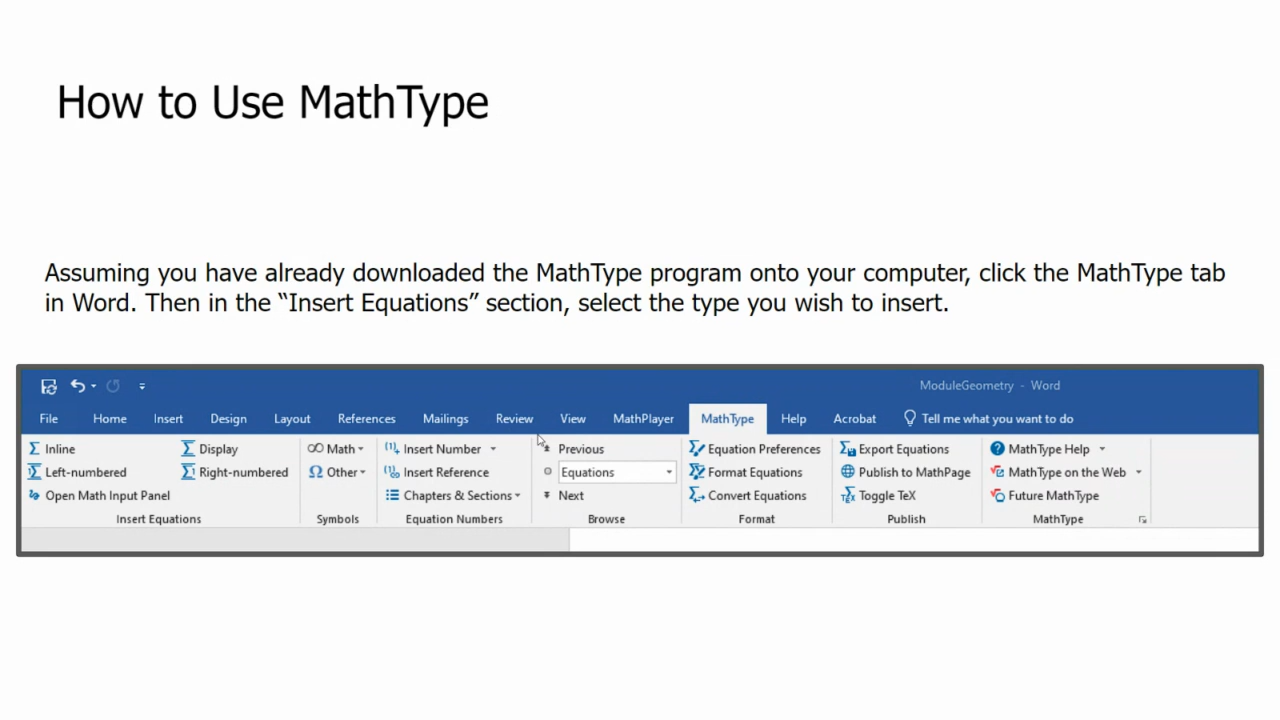 How to Use MathType
Assuming you have already downloaded the MathType program onto your computer, click the MathType tab
in Word. Then in the “Insert Equations” section, select the type you wish to insert.
ModuleGeometry - Word
File Home Insert Design Layout References Mailings Review View MathPlayer MathType Help Acrobat Tell me what you want to do
Inline Display Math Insert Number Previous Equation Preferences Export Equations MathType Help
Left-numbered Right-numbered Other Insert Reference Equations Format Equations Publish to MathPage MathType on the Web
Open Math Input Panel Chapters & Sections Next Convert Equations Toggle TeX Future MathType
Insert Equations Symbols Equation Numbers Browse Format Publish MathType